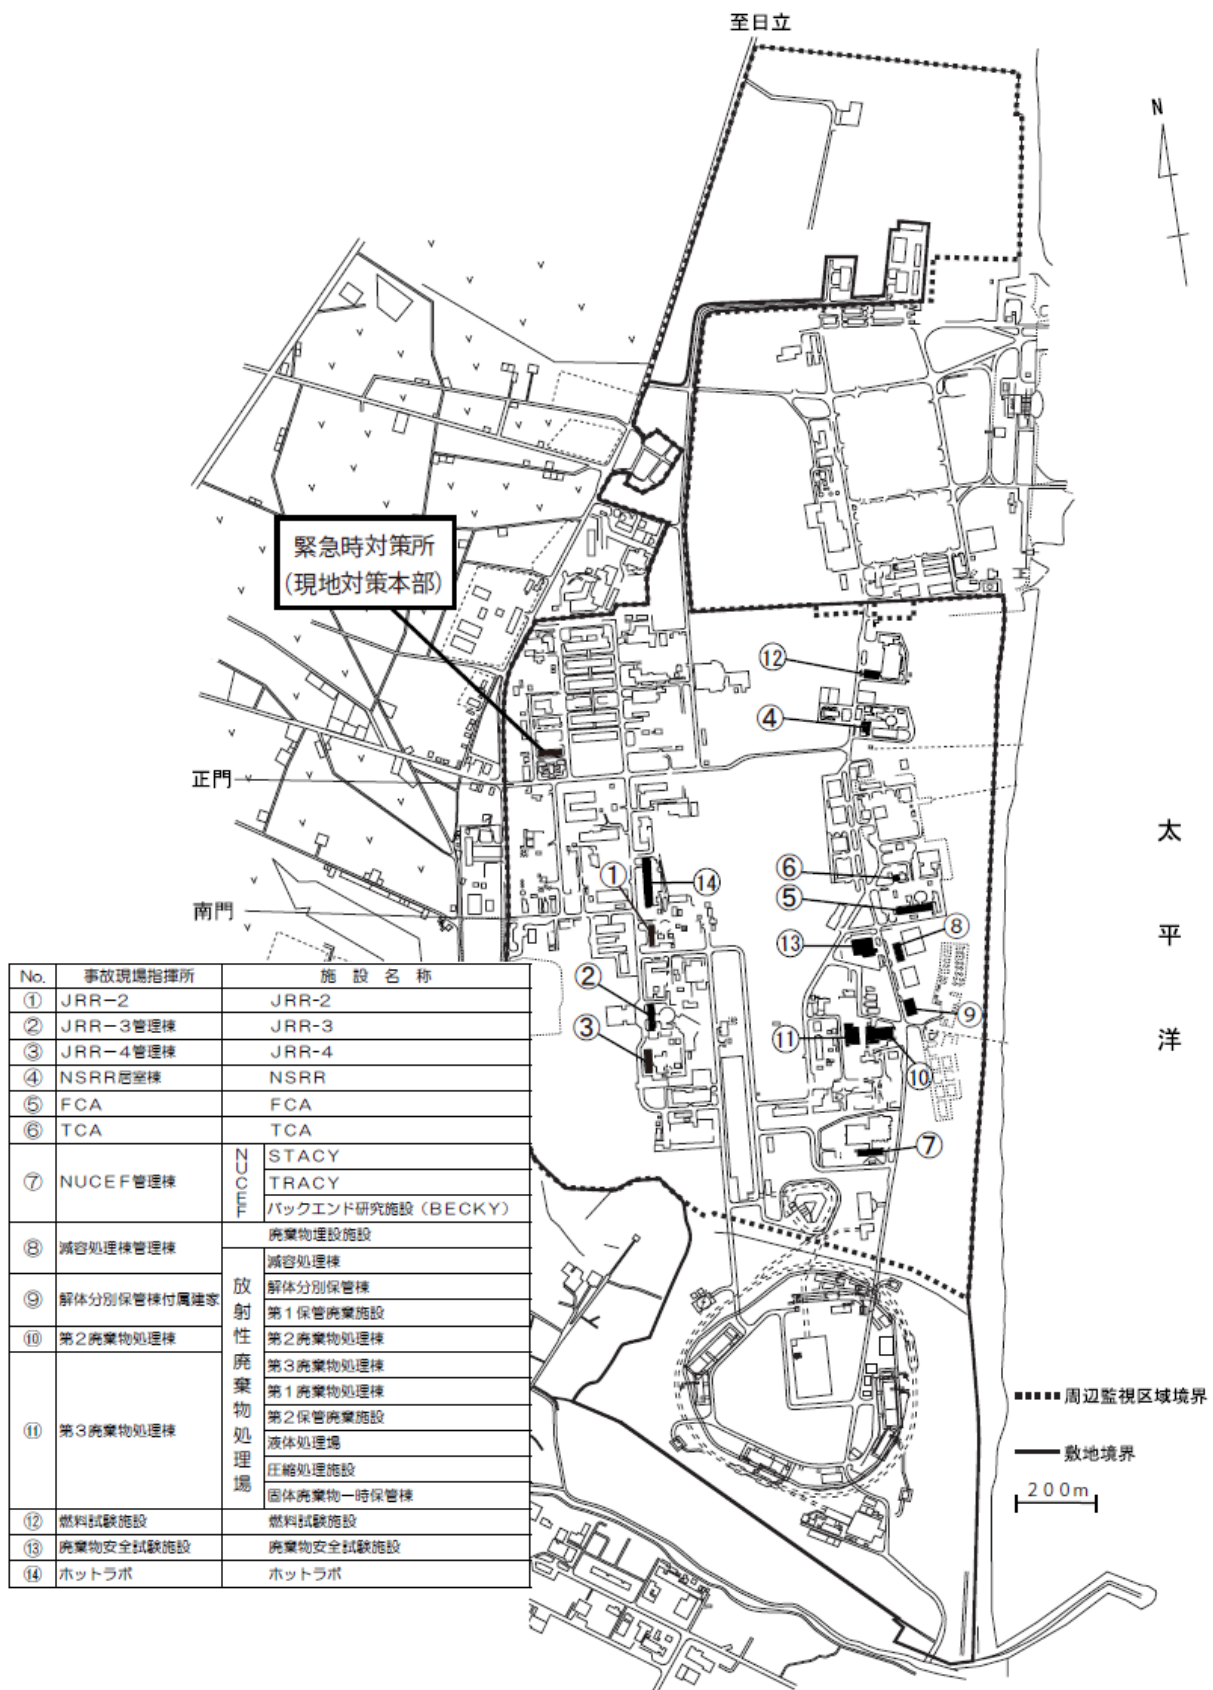 至日立
N
緊急時対策所
(現地対策本部)
⑫
④
正門
太
平
洋
⑥
①
⑭
⑤
南門
⑧
⑬
②
⑨
③
⑪
⑩
⑦
No. 事故現場指揮所 施設名称
① JRR-2 JRR-2
② JRR-3管理棟 JRR-3
③ JRR-4管理棟 JRR-4
④ NSRR居室棟 NSRR
⑤ FCA FCA
⑥ TCA TCA
⑦ NUCEF管理棟 NUCEF STACY
TRACY
バックエンド研究施設(BECKY)
⑧ 減容処理棟管理棟 廃棄物埋設施設
放射性廃棄物処理場 減容処理棟
⑨ 解体分別保管棟付属建家 解体分別保管棟
第1保管廃棄施設
⑩ 第2廃棄物処理棟 第2廃棄物処理棟
⑪ 第3廃棄物処理棟 第3廃棄物処理棟
第1廃棄物処理棟
第2保管廃棄施設
液体処理場
圧縮処理施設
固体廃棄物一時保管棟
⑫ 燃料試験施設 燃料試験施設
⑬ 廃棄物安全試験施設 廃棄物安全試験施設
⑭ ホットラボ ホットラボ
周辺監視区域境界
敷地境界
200m